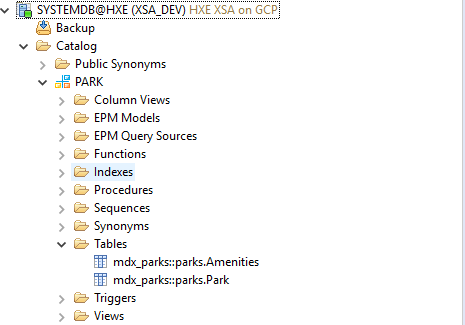 SYSTEMDB@HXE (XSA_DEV) HXE XSA on GCP
Backup
Catalog
Public Synonyms
PARK
Column Views
EPM Models
EPM Query Sources
Functions
Indexes
Procedures
Sequences
Synonyms
Tables
mdx_parks::parks.Amenities
mdx_parks::parks.Park
Triggers
Views